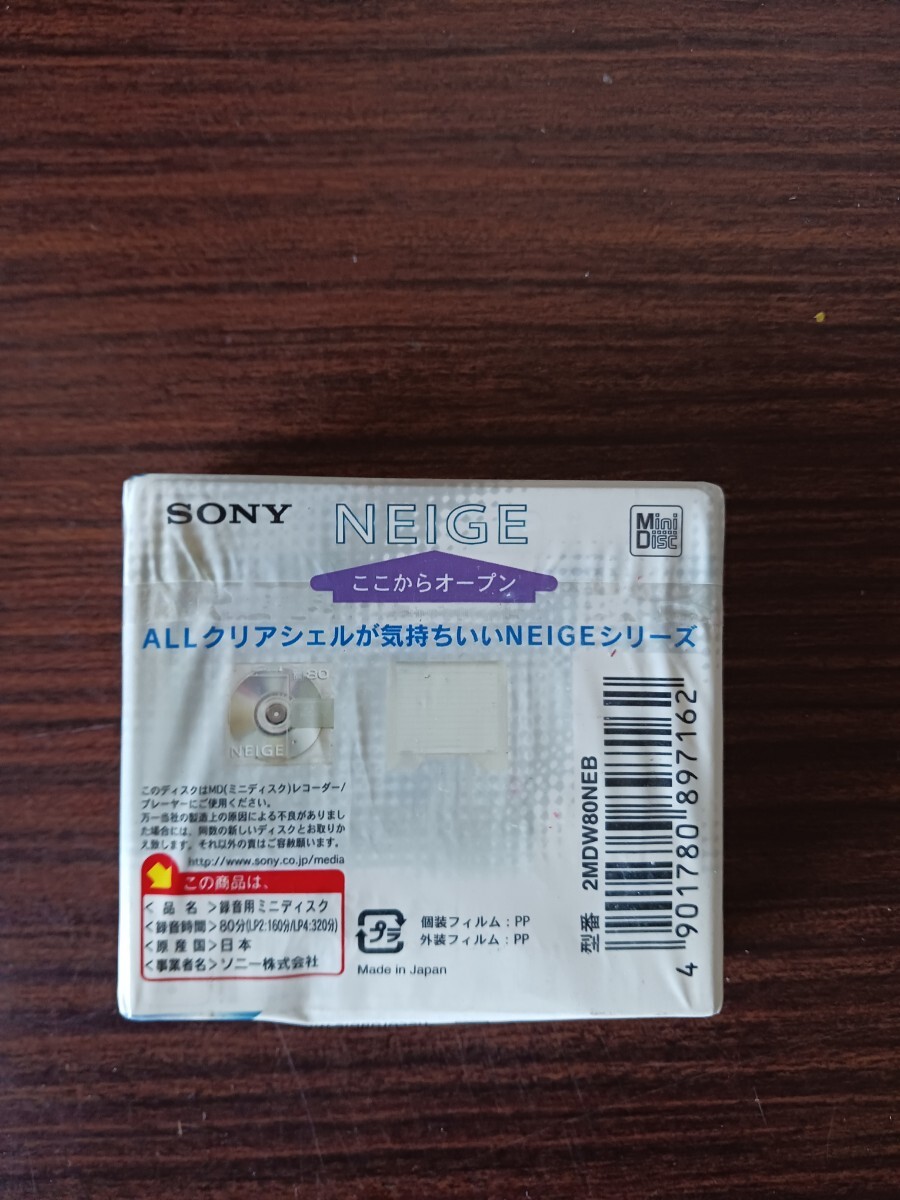 SONY NEIGE Mini Disc
ここからオープン
ALLクリアシェルが気持ちいいNEIGEシリーズ
80
NEIGE
このディスクはMD(ミニディスク)レコーダー/
プレーヤーにご使用ください。
万一当社の製造上の原因による不良がありまし
た場合には、同数の新しいディスクとお取りか
え致します。それ以外の責はご容赦願います。
http://www.sony.co.jp/media
この商品は、
<品名>録音用ミニディスク
<録音時間>80分(LP2:160分/LP4:320分)
<原産国>日本
<事業者名>ソニー株式会社
プラ
個装フィルム:PP
外装フィルム:PP
Made in Japan
型番 2MDW80NEB
4 901780 897162